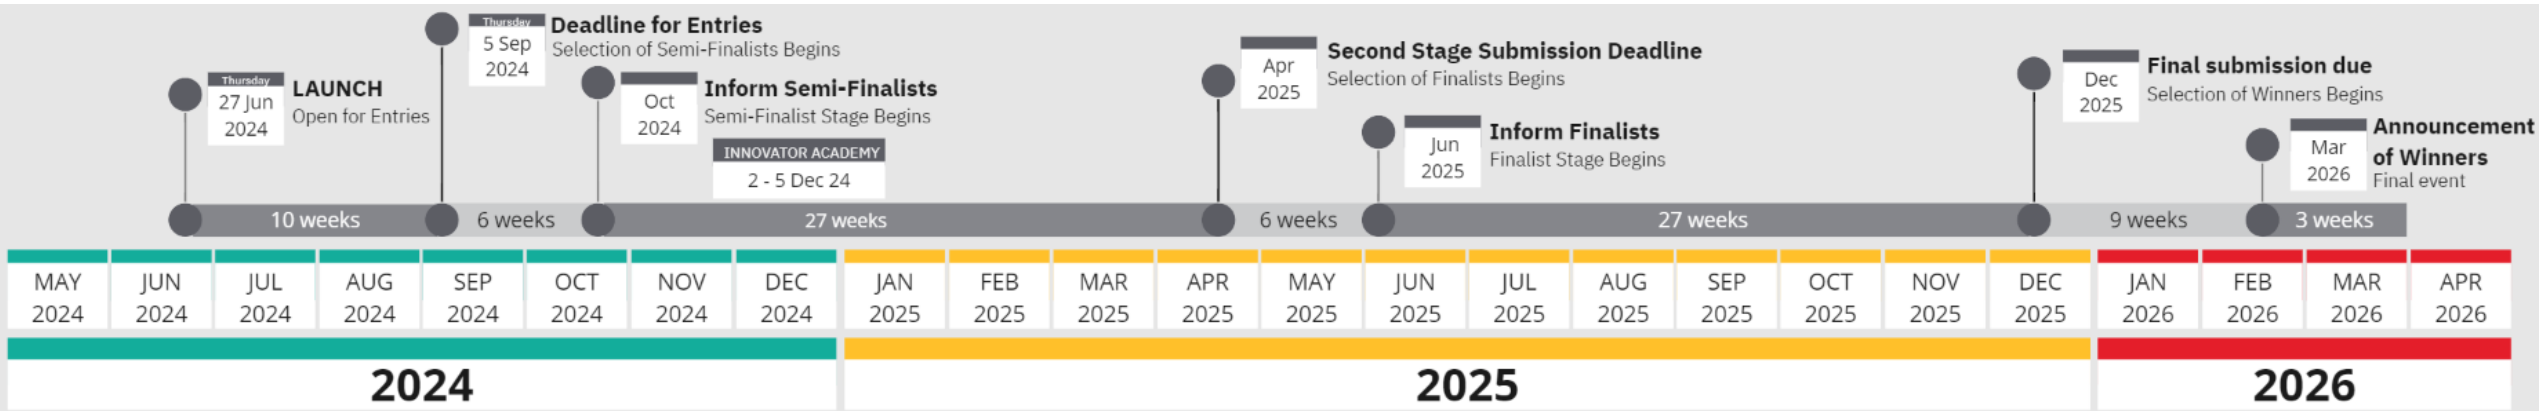 Thursday
27 Jun
2024
LAUNCH
Open for Entries
Thursday
5 Sep
2024
Deadline for Entries
Selection of Semi-Finalists Begins
Oct
2024
Inform Semi-Finalists
Semi-Finalist Stage Begins
INNOVATOR ACADEMY
2 - 5 Dec 24
Apr
2025
Second Stage Submission Deadline
Selection of Finalists Begins
Jun
2025
Inform Finalists
Finalist Stage Begins
Dec
2025
Final submission due
Selection of Winners Begins
Mar
2026
Announcement
of Winners
Final event
10 weeks
6 weeks
27 weeks
6 weeks
27 weeks
9 weeks
3 weeks
MAY
2024
JUN
2024
JUL
2024
AUG
2024
SEP
2024
OCT
2024
NOV
2024
DEC
2024
JAN
2025
FEB
2025
MAR
2025
APR
2025
MAY
2025
JUN
2025
JUL
2025
AUG
2025
SEP
2025
OCT
2025
NOV
2025
DEC
2025
JAN
2026
FEB
2026
MAR
2026
APR
2026
2024
2025
2026